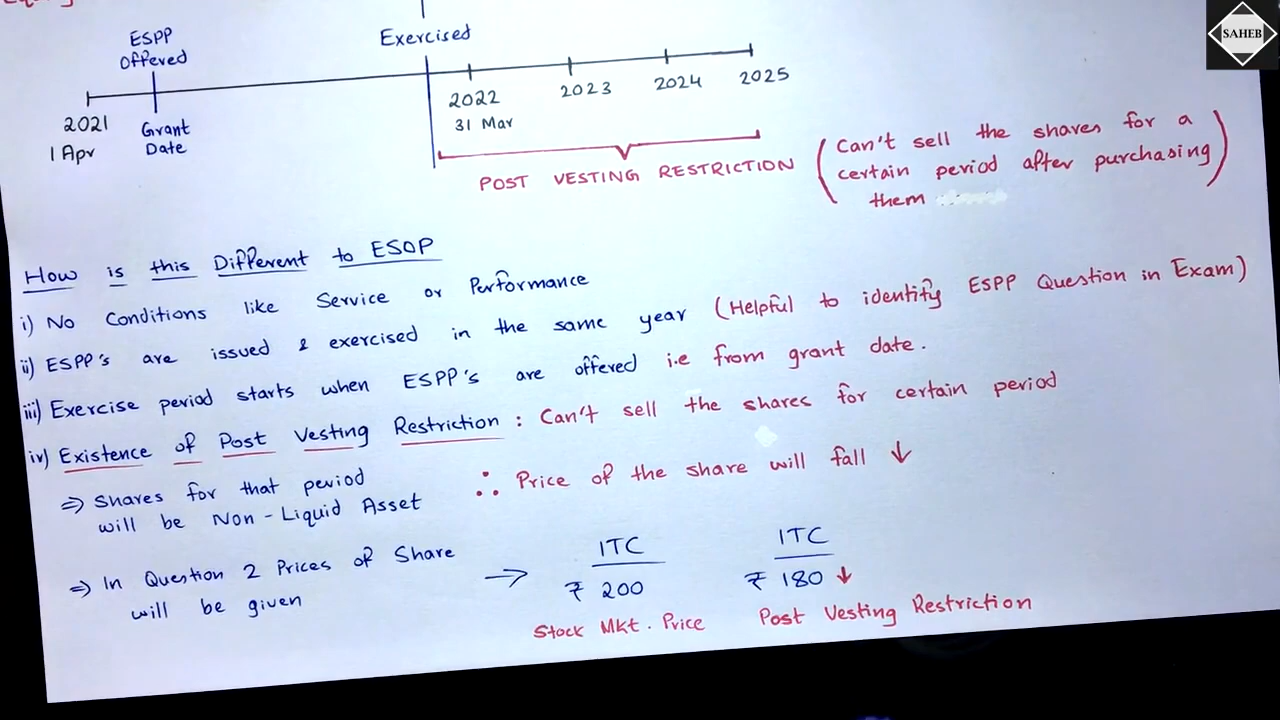 SAHEB
ESPP
Offered
Exercised
2021
1 Apr
Grant
Date
2022
31 Mar
2023
2024
2025
POST VESTING RESTRICTION
(Can't sell the shares for a
certain period after purchasing
them
)
How is this Different to ESOP
i) No Conditions like Service or Performance
ii) ESPP's are issued & exercised in the same year (Helpful to identify ESPP Question in Exam)
iii) Exercise period starts when ESPP's are offered i.e from grant date.
iv) Existence of Post Vesting Restriction : Can't sell the shares for certain period
⇒ Shares for that period
will be Non-Liquid Asset
∴ Price of the share will fall ↓
⇒ In Question 2 Prices of Share
will be given
→
ITC
₹ 200
Stock Mkt. Price
ITC
₹ 180 ↓
Post Vesting Restriction